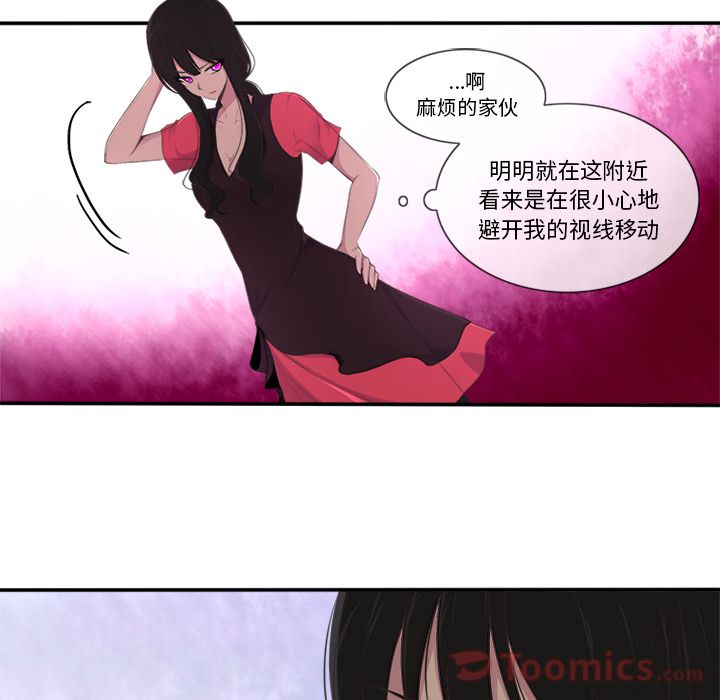 ...啊
麻烦的家伙
明明就在这附近
看来是在很小心地
避开我的视线移动
Toomics.com